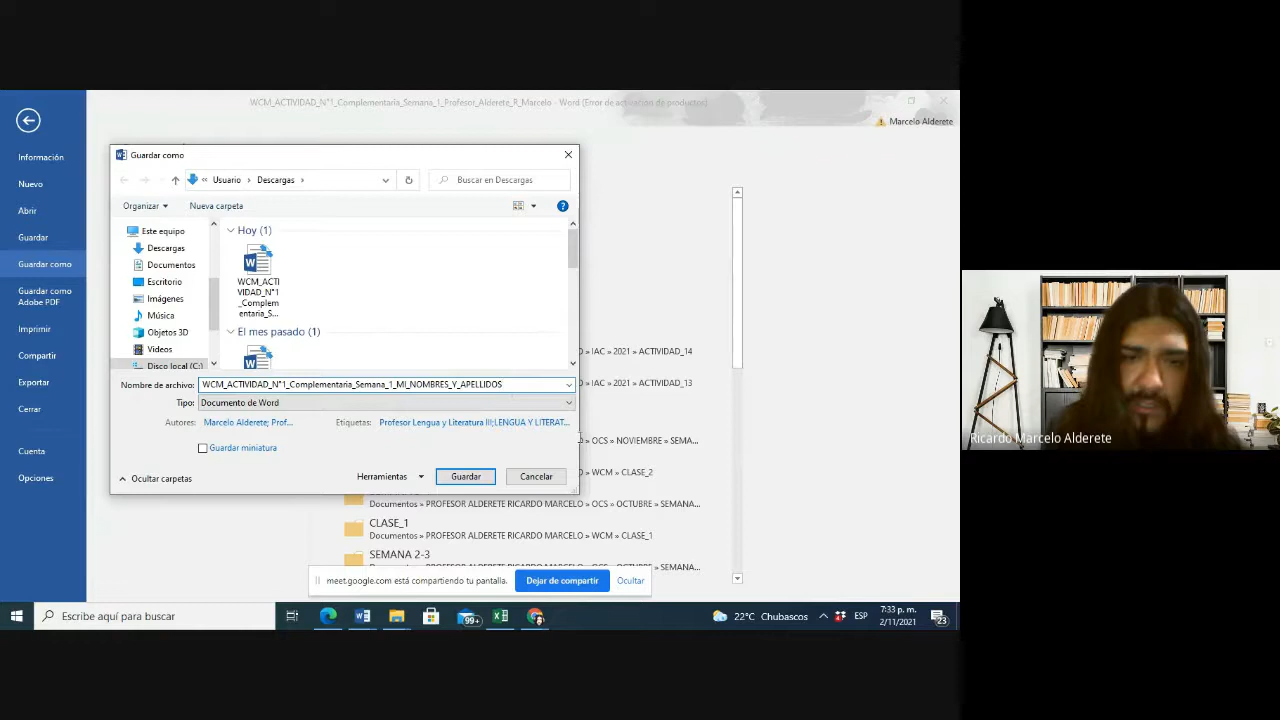 WCM_ACTIVIDAD_N°1_Complementaria_Semana_1_Profesor_Alderete_R_Marcelo - Word (Error de activación de productor)
Marcelo Alderete
Información
Nuevo
Abrir
Guardar
Guardar como
Guardar como
Adobe PDF
Imprimir
Compartir
Exportar
Cerrar
Cuenta
Opciones
Guardar como
« Usuario › Descargas ›
Buscar en Descargas
Organizar
Nueva carpeta
Este equipo
Descargas
Documentos
Escritorio
Imágenes
Música
Objetos 3D
Videos
Disco local (C:)
Hoy (1)
WCM_ACTI
VIDAD_N°1
_Complem
entaria_S...
El mes pasado (1)
Nombre de archivo:
WCM_ACTIVIDAD_N°1_Complementaria_Semana_1_MI_NOMBRES_Y_APELLIDOS
Tipo:
Documento de Word
Autores:
Marcelo Alderete; Prof...
Etiquetas:
Profesor Lengua y Literatura III;LENGUA Y LITERAT...
Guardar miniatura
Ocultar carpetas
Herramientas
Guardar
Cancelar
» IAC » 2021 » ACTIVIDAD_14
» IAC » 2021 » ACTIVIDAD_13
» OCS » NOVIEMBRE » SEMA...
» WCM » CLASE_2
Documentos » PROFESOR ALDERETE RICARDO MARCELO » OCS » OCTUBRE » SEMANA...
CLASE_1
Documentos » PROFESOR ALDERETE RICARDO MARCELO » WCM » CLASE_1
SEMANA 2-3
meet.google.com está compartiendo tu pantalla.
Dejar de compartir
Ocultar
Escribe aquí para buscar
99+
22°C Chubascos
ESP
7:33 p. m.
2/11/2021
23
Ricardo Marcelo Alderete